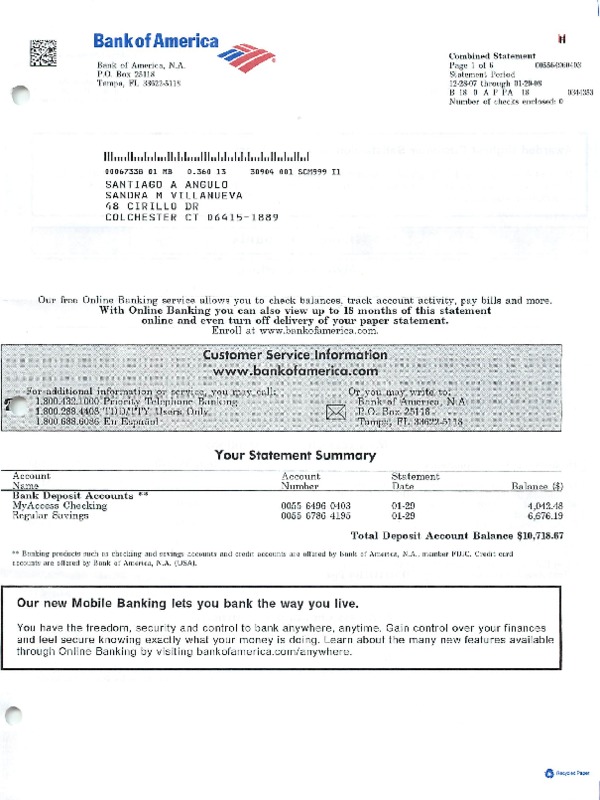 Bank of America
H
Bank of America, N.A.
P.O. Box 25118
Tampa, FL 33622-5118
Combined Statement
Page 1 of 6
Statement Period
12-28-07 through 01-29-08
B 18 0 A P PA 18
Number of checks enclosed: 0
00067338 01 MB 0.360 13 30904 001 SCM999 I1
SANTIAGO A ANGULO
SANDRA M VILLANUEVA
48 CIRILLO DR
COLCHESTER CT 06415-1889
Our free Online Banking service allows you to check balances, track account activity, pay bills and more.
With Online Banking you can also view up to 18 months of this statement
online and even turn off delivery of your paper statement.
Enroll at www.bankofamerica.com.
Customer Service Information
www.bankofamerica.com
For additional information or service, you may call:
1.800.432.1000 Priority Telephone Banking
1.800.288.4408 TDD/TTY Users Only
1.800.688.6086 En Español
Or you may write to:
Bank of America, N.A.
P.O. Box 25118
Tampa, FL 33622-5118
Your Statement Summary
Account Name Account Number Statement Date Balance ($)
Bank Deposit Accounts **
MyAccess Checking 0055 6496 0403 01-29 4,042.48
Regular Savings 0055 6786 4195 01-29 6,676.19
Total Deposit Account Balance $10,718.67
** Banking products such as checking and savings accounts and credit accounts are offered by Bank of America, N.A., member FDIC. Credit card
accounts are offered by Bank of America, N.A. (USA).
Our new Mobile Banking lets you bank the way you live.
You have the freedom, security and control to bank anywhere, anytime. Gain control over your finances
and feel secure knowing exactly what your money is doing. Learn about the many new features available
through Online Banking by visiting bankofamerica.com/anywhere.
Recycled Paper